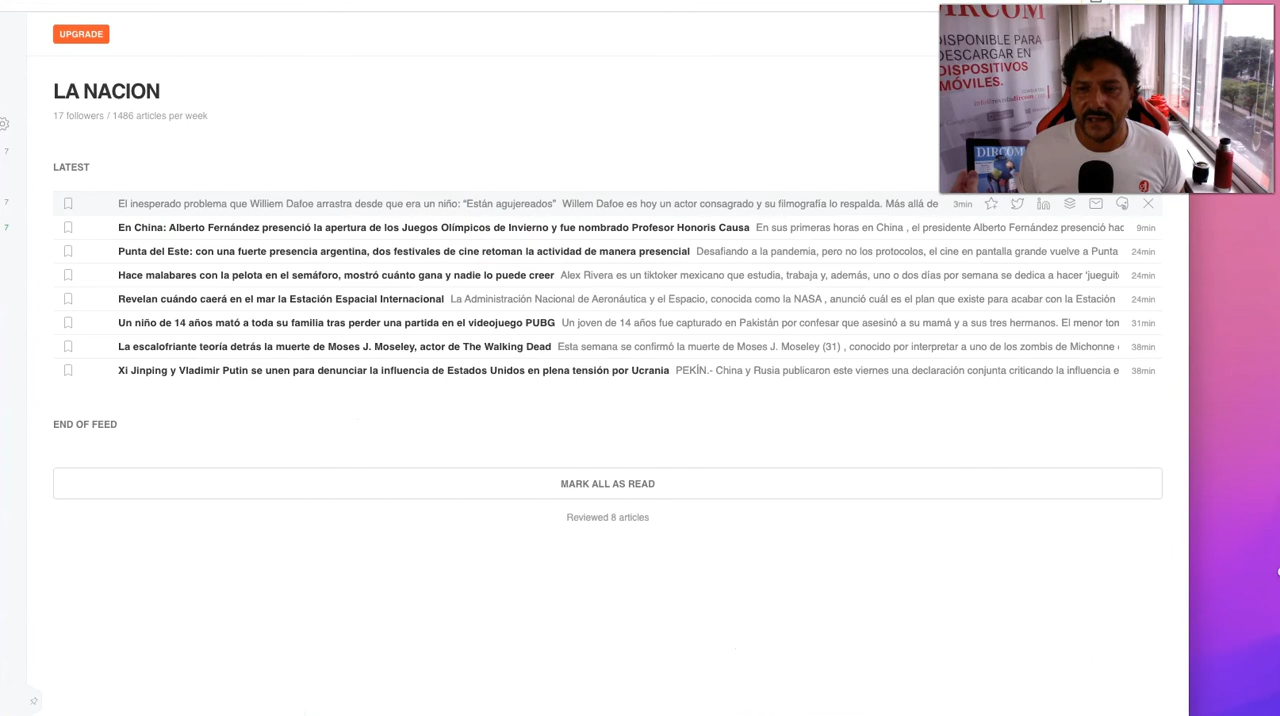 UPGRADE
LA NACION
17 followers / 1486 articles per week
LATEST
El inesperado problema que Williem Dafoe arrastra desde que era un niño: “Están agujereados” Willem Dafoe es hoy un actor consagrado y su filmografía lo respalda. Más allá de 3min
En China: Alberto Fernández presenció la apertura de los Juegos Olímpicos de Invierno y fue nombrado Profesor Honoris Causa En sus primeras horas en China , el presidente Alberto Fernández presenció hac 9min
Punta del Este: con una fuerte presencia argentina, dos festivales de cine retoman la actividad de manera presencial Desafiando a la pandemia, pero no los protocolos, el cine en pantalla grande vuelve a Punta 24min
Hace malabares con la pelota en el semáforo, mostró cuánto gana y nadie lo puede creer Alex Rivera es un tiktoker mexicano que estudia, trabaja y, además, uno o dos días por semana se dedica a hacer ‘jueguit 24min
Revelan cuándo caerá en el mar la Estación Espacial Internacional La Administración Nacional de Aeronáutica y el Espacio, conocida como la NASA , anunció cuál es el plan que existe para acabar con la Estación 24min
Un niño de 14 años mató a toda su familia tras perder una partida en el videojuego PUBG Un joven de 14 años fue capturado en Pakistán por confesar que asesinó a su mamá y a sus tres hermanos. El menor tom 31min
La escalofriante teoría detrás la muerte de Moses J. Moseley, actor de The Walking Dead Esta semana se confirmó la muerte de Moses J. Moseley (31) , conocido por interpretar a uno de los zombis de Michonne 38min
Xi Jinping y Vladimir Putin se unen para denunciar la influencia de Estados Unidos en plena tensión por Ucrania PEKÍN.- China y Rusia publicaron este viernes una declaración conjunta criticando la influencia e 38min
END OF FEED
MARK ALL AS READ
Reviewed 8 articles
7
7
7
DIRCOM
DISPONIBLE PARA
DESCARGAR EN
DISPOSITIVOS
MÓVILES.
DIRCOM